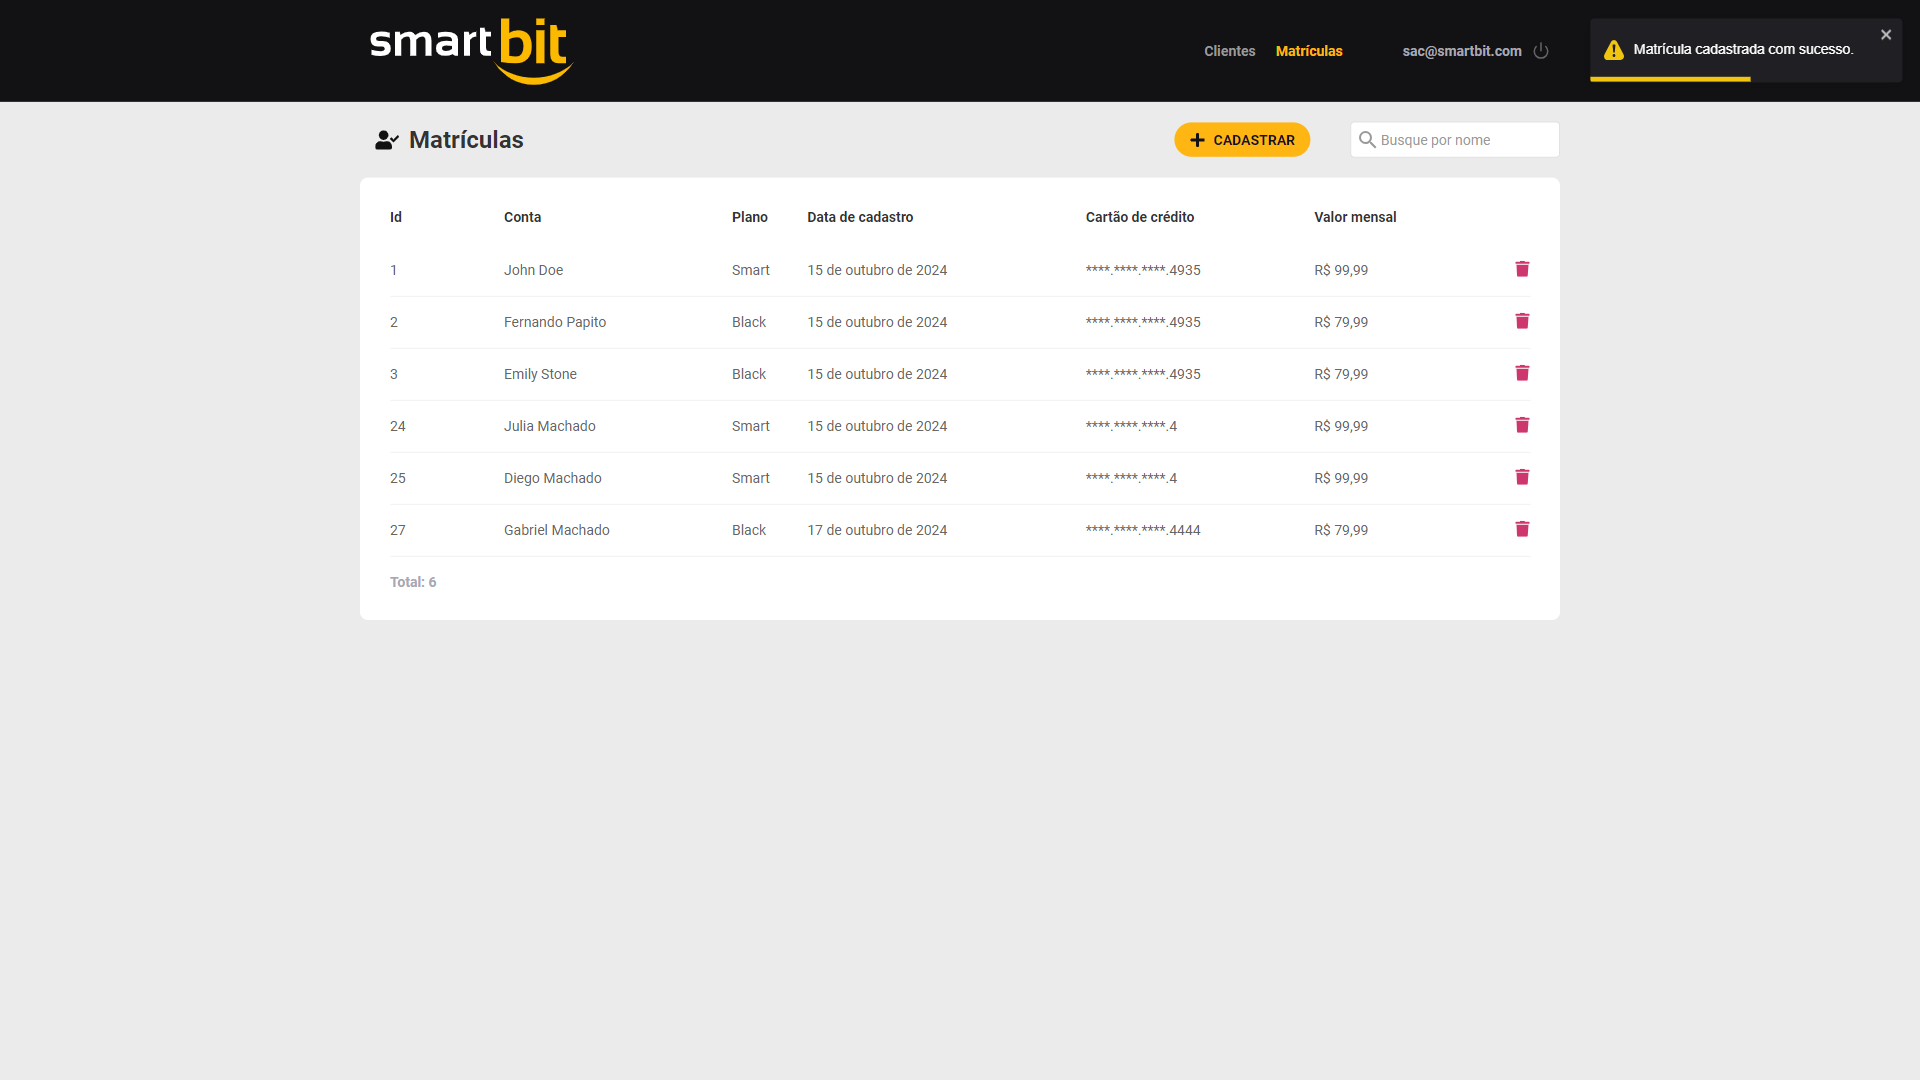 smartbit
Clientes Matrículas sac@smartbit.com
Matrícula cadastrada com sucesso.
Matrículas
CADASTRAR
Busque por nome
Id Conta Plano Data de cadastro Cartão de crédito Valor mensal
1 John Doe Smart 15 de outubro de 2024 ****.****.****.4935 R$ 99,99
2 Fernando Papito Black 15 de outubro de 2024 ****.****.****.4935 R$ 79,99
3 Emily Stone Black 15 de outubro de 2024 ****.****.****.4935 R$ 79,99
24 Julia Machado Smart 15 de outubro de 2024 ****.****.****.4 R$ 99,99
25 Diego Machado Smart 15 de outubro de 2024 ****.****.****.4 R$ 99,99
27 Gabriel Machado Black 17 de outubro de 2024 ****.****.****.4444 R$ 79,99
Total: 6